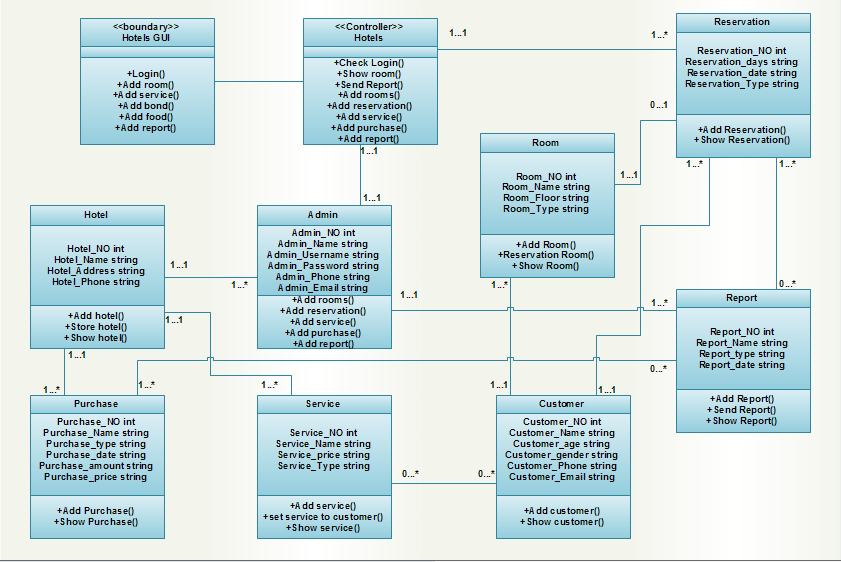 <<boundary>>
Hotels GUI
+Login()
+Add room()
+Add service()
+Add bond()
+Add food()
+Add report()
<<Controller>>
Hotels
+Check Login()
+Show room()
+Send Report()
+Add rooms()
+Add reservation()
+Add service()
+Add purchase()
+Add report()
1...1
1...*
Reservation
Reservation_NO int
Reservation_days string
Reservation_date string
Reservation_Type string
+Add Reservation()
+Show Reservation()
0...1
1...1
1...*
1...*
Room
Room_NO int
Room_Name string
Room_Floor string
Room_Type string
+Add Room()
+Reservation Room()
+Show Room()
1...1
1...1
1...*
Hotel
Hotel_NO int
Hotel_Name string
Hotel_Address string
Hotel_Phone string
+Add hotel()
+Store hotel()
+Show hotel()
1...1
1...*
1...1
1...1
Admin
Admin_NO int
Admin_Name string
Admin_Username string
Admin_Password string
Admin_Phone string
Admin_Email string
+Add rooms()
+Add reservation()
+Add service()
+Add purchase()
+Add report()
1...1
1...*
0...*
Report
Report_NO int
Report_Name string
Report_type string
Report_date string
+Add Report()
+Send Report()
+Show Report()
0...*
1...*
1...*
1...*
1...1
1...1
Purchase
Purchase_NO int
Purchase_Name string
Purchase_type string
Purchase_date string
Purchase_amount string
Purchase_price string
+Add Purchase()
+Show Purchase()
Service
Service_NO int
Service_Name string
Service_price string
Service_Type string
+Add service()
+set service to customer()
+Show service()
0...*
0...*
Customer
Customer_NO int
Customer_Name string
Customer_age string
Customer_gender string
Customer_Phone string
Customer_Email string
+Add customer()
+Show customer()